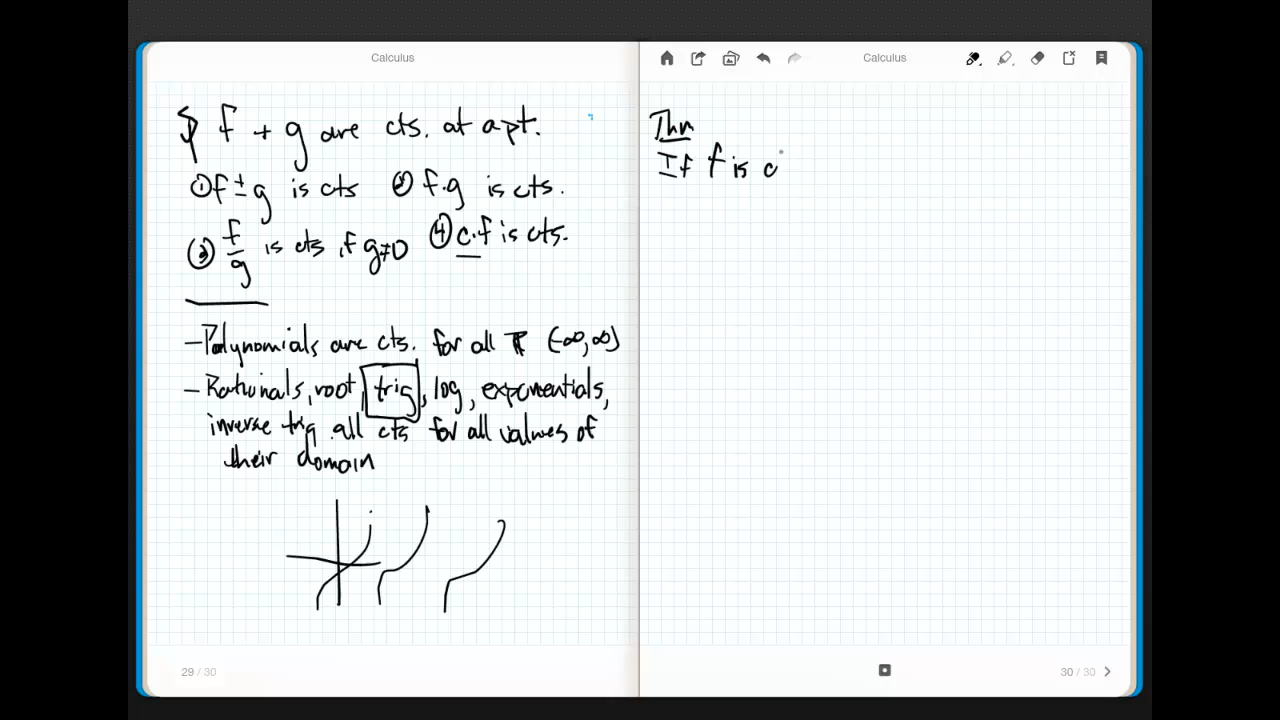 Calculus
f + g are cts. at a pt.
① f ± g is cts ② f·g is cts.
③ f/g is cts if g≠0 ④ c·f is cts.
- Polynomials are cts. for all (-∞,∞)
- Rationals, root, trig, log, exponentials,
inverse trig all cts for all values of
their domain
29 / 30
Calculus
Thm
If f is c
30 / 30